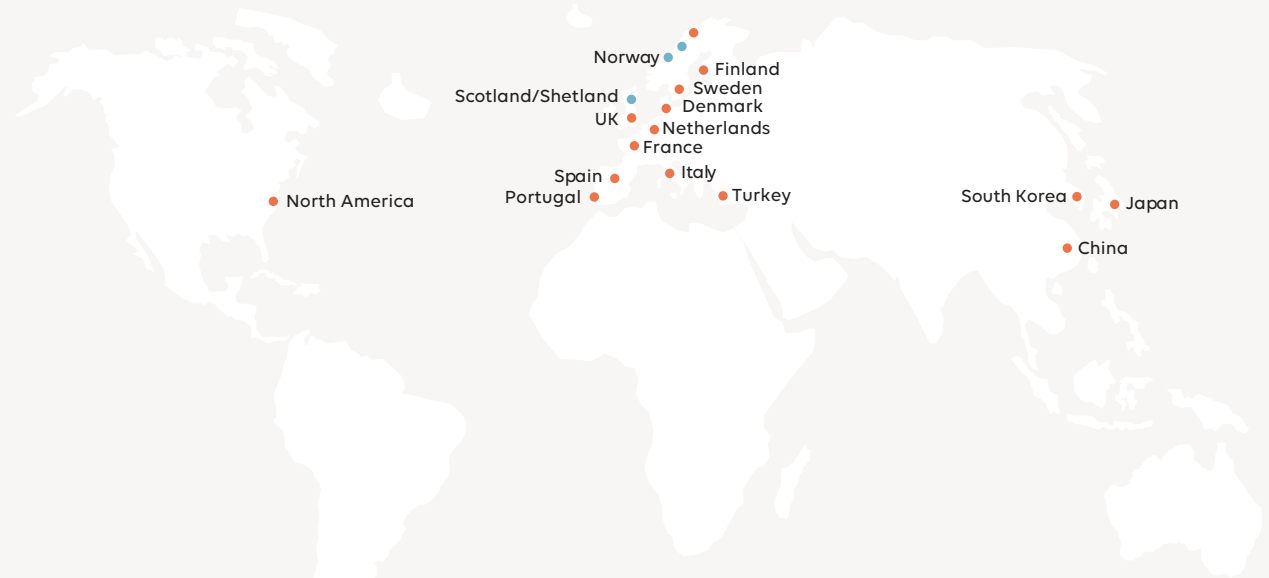 Norway
Finland
Sweden
Scotland/Shetland
Denmark
UK
Netherlands
France
Italy
Spain
Turkey
Portugal
North America
South Korea
Japan
China